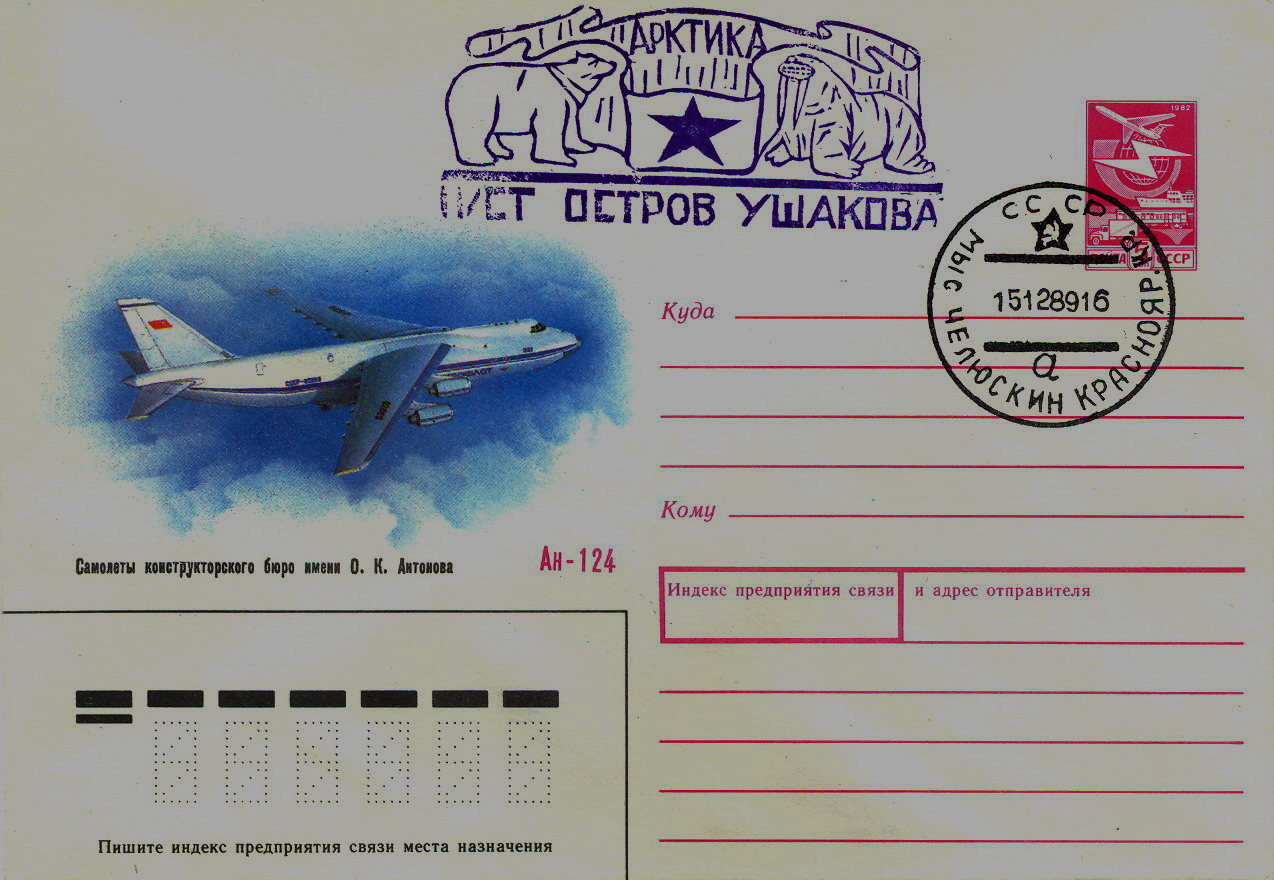 АРКТИКА
ОСТРОВ УШАКОВА
1982
ПОЧТА СССР
СССР
МЫС ЧЕЛЮСКИН КРАСНОЯР. КР.
15128916
а
Куда
Кому
Самолеты конструкторского бюро имени О. К. Антонова
Ан-124
Индекс предприятия связи
и адрес отправителя
Пишите индекс предприятия связи места назначения